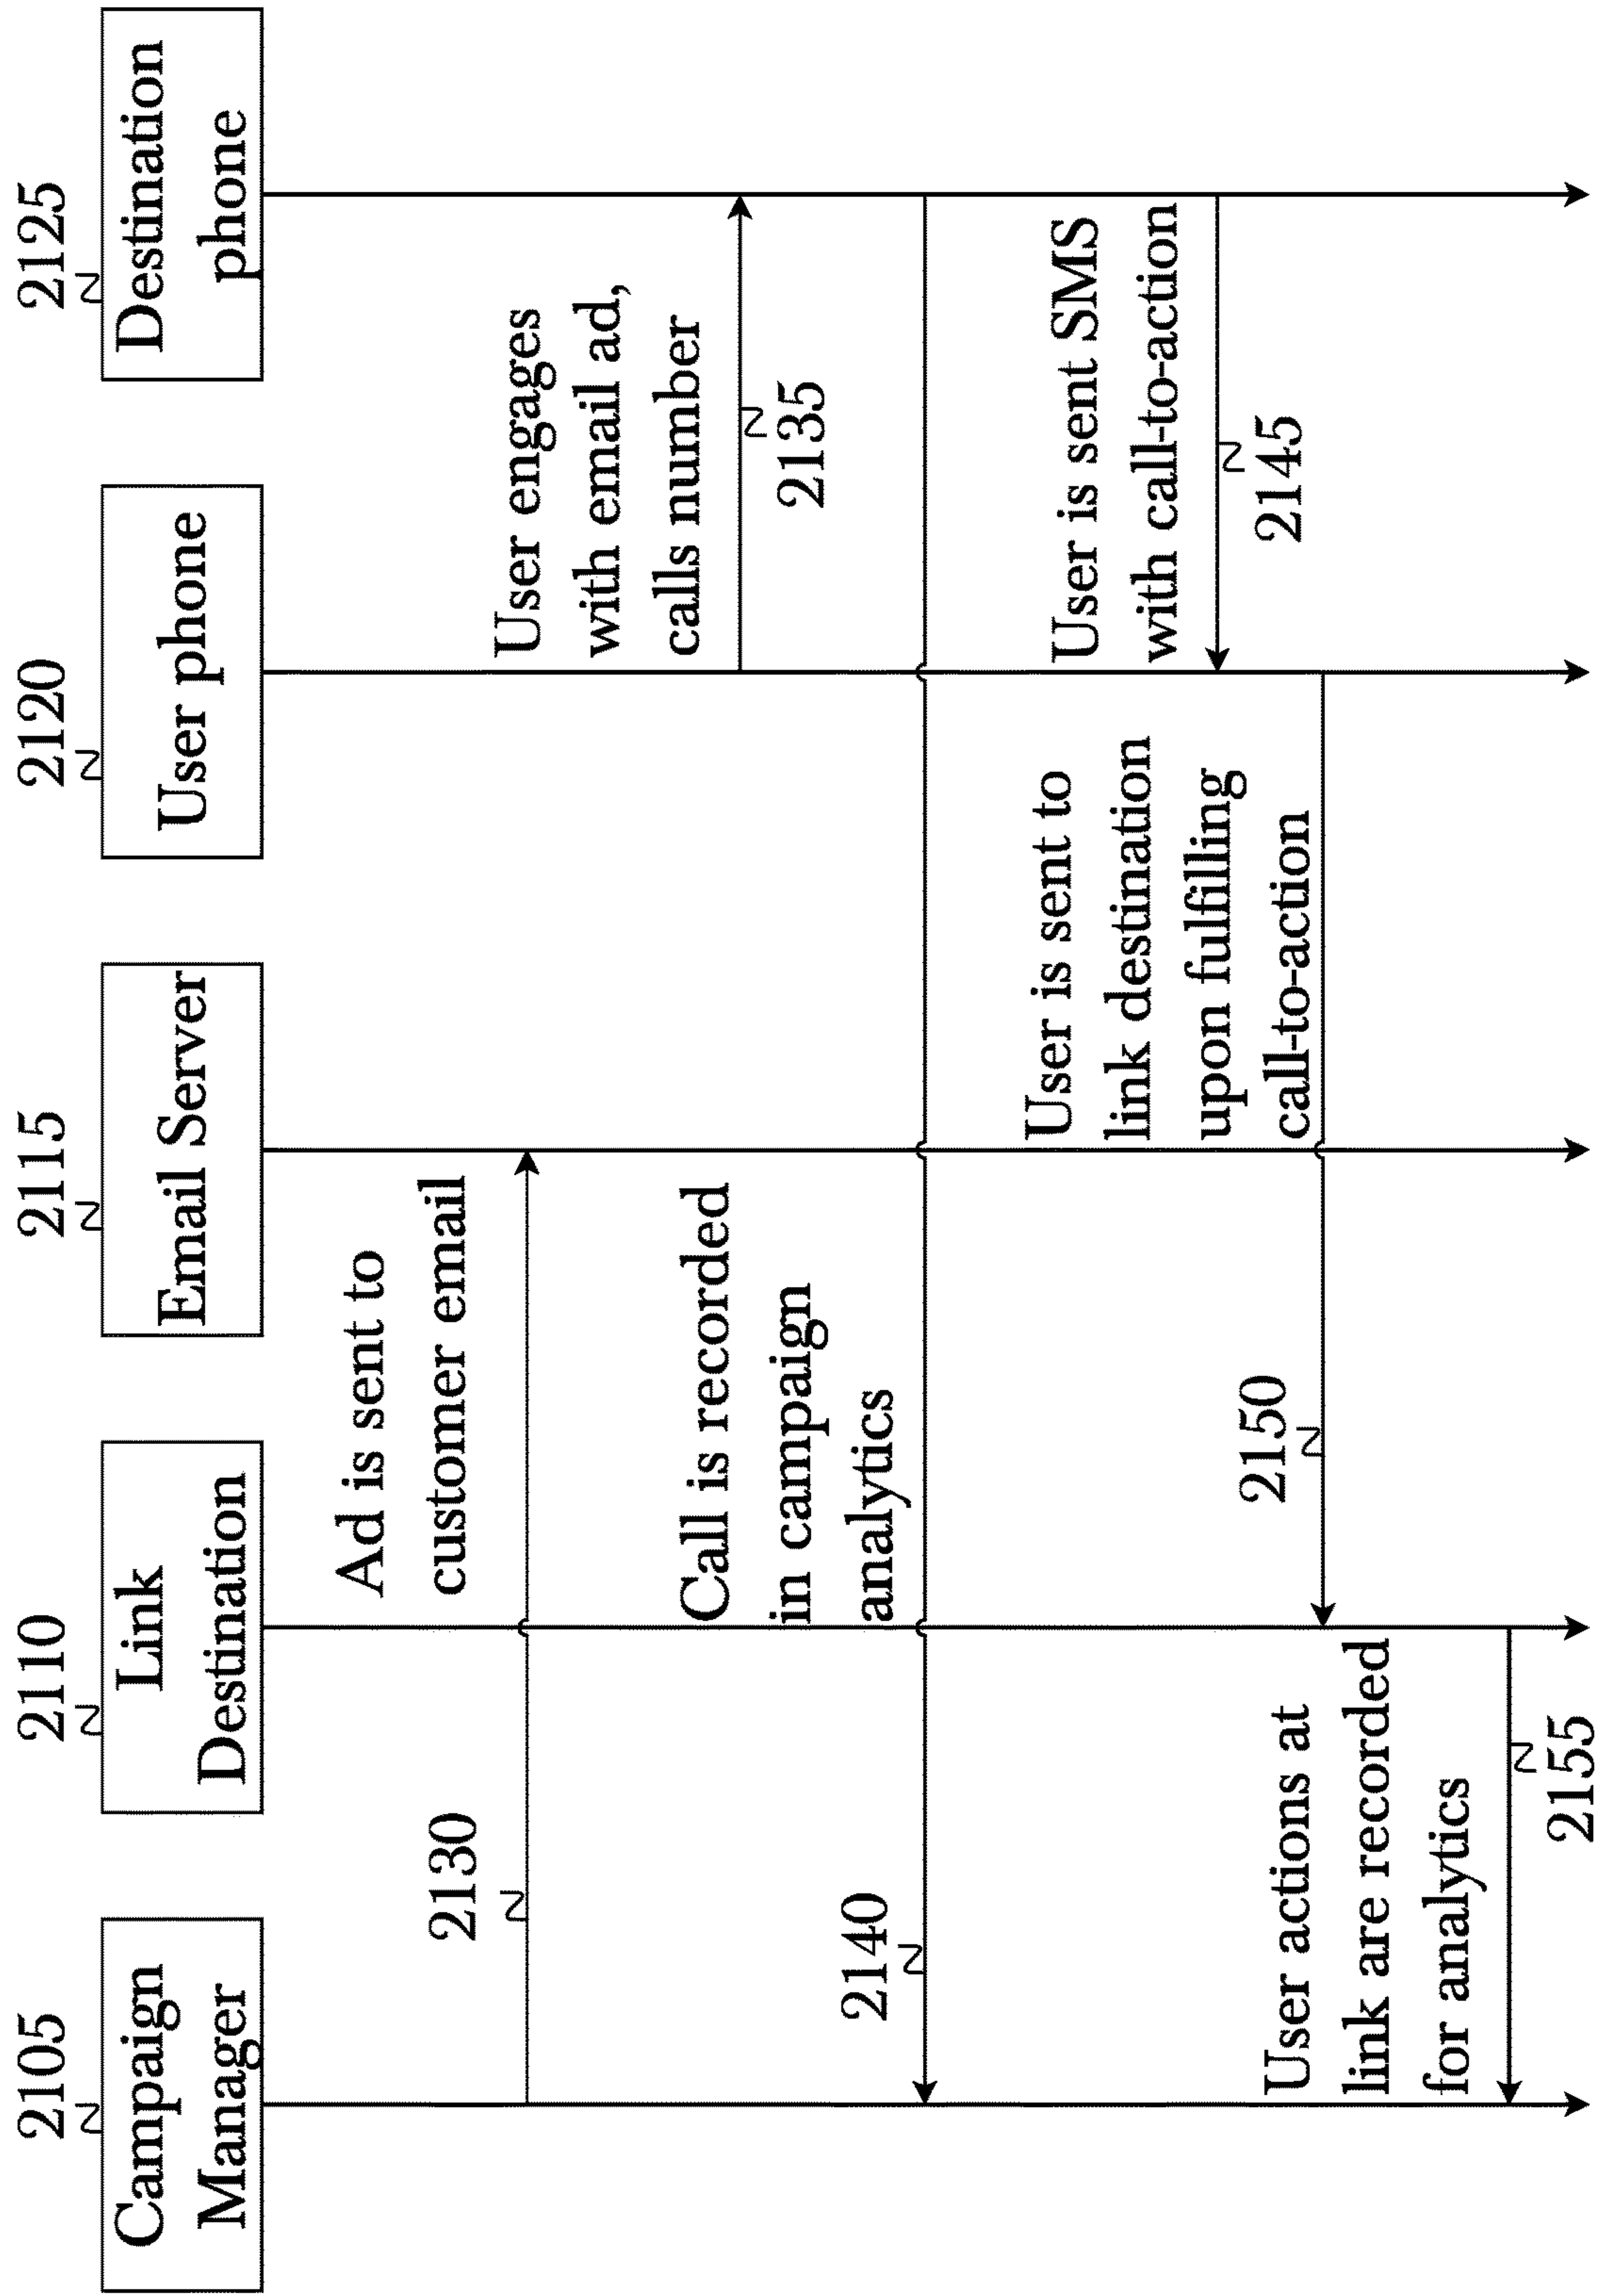 2105
Campaign
Manager
2110
Link
Destination
2115
Email Server
2120
User phone
2125
Destination
phone
Ad is sent to
customer email
2130
User engages
with email ad,
calls number
2135
Call is recorded
in campaign
analytics
2140
User is sent SMS
with call-to-action
2145
User is sent to
link destination
upon fulfilling
call-to-action
2150
User actions at
link are recorded
for analytics
2155